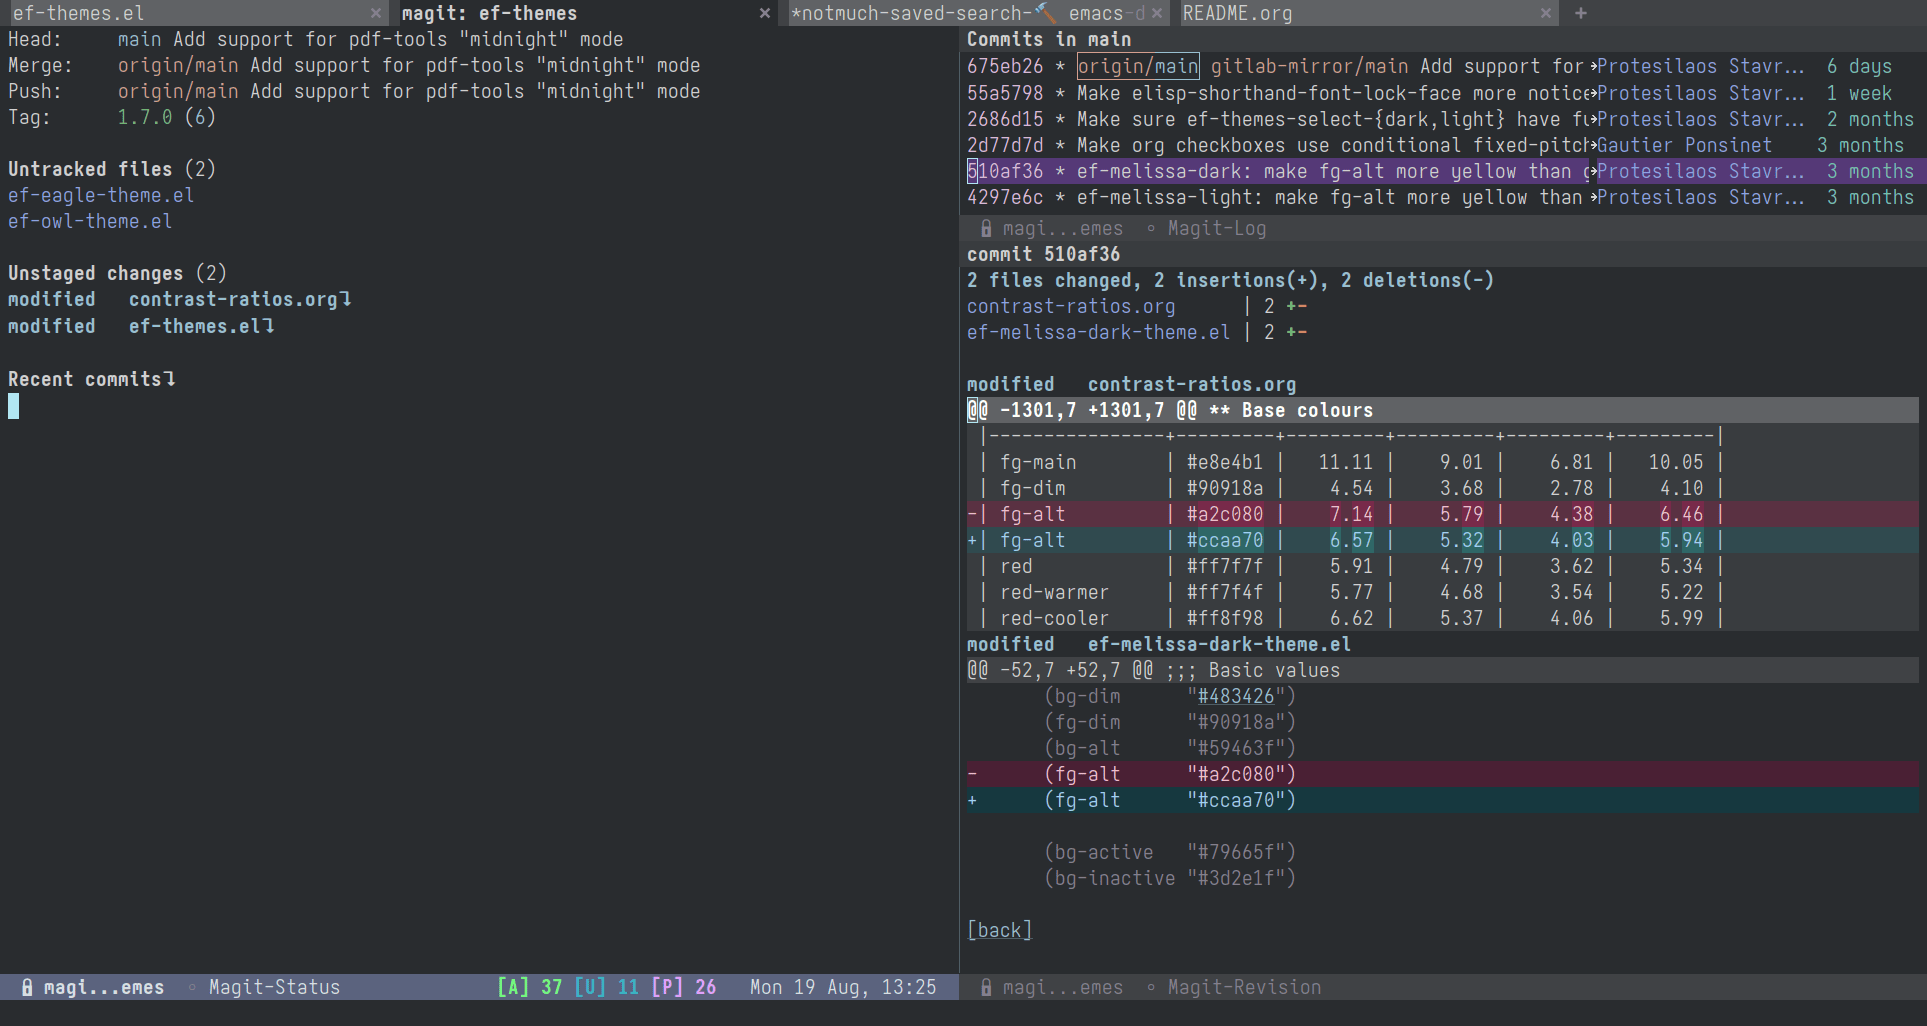 ef-themes.el × magit: ef-themes × *notmuch-saved-search-🔨 emacs-d × README.org × +
Head:     main Add support for pdf-tools "midnight" mode
Merge:    origin/main Add support for pdf-tools "midnight" mode
Push:     origin/main Add support for pdf-tools "midnight" mode
Tag:      1.7.0 (6)
Untracked files (2)
ef-eagle-theme.el
ef-owl-theme.el
Unstaged changes (2)
modified   contrast-ratios.org
modified   ef-themes.el
Recent commits
magi...emes ◦ Magit-Status [A] 37 [U] 11 [P] 26 Mon 19 Aug, 13:25
Commits in main
675eb26 * origin/main gitlab-mirror/main Add support for Protesilaos Stavr... 6 days
55a5798 * Make elisp-shorthand-font-lock-face more notice Protesilaos Stavr... 1 week
2686d15 * Make sure ef-themes-select-{dark,light} have fu Protesilaos Stavr... 2 months
2d77d7d * Make org checkboxes use conditional fixed-pitch Gautier Ponsinet 3 months
510af36 * ef-melissa-dark: make fg-alt more yellow than g Protesilaos Stavr... 3 months
4297e6c * ef-melissa-light: make fg-alt more yellow than Protesilaos Stavr... 3 months
magi...emes ◦ Magit-Log
commit 510af36
2 files changed, 2 insertions(+), 2 deletions(-)
contrast-ratios.org      | 2 +-
ef-melissa-dark-theme.el | 2 +-
modified   contrast-ratios.org
@@ -1301,7 +1301,7 @@ ** Base colours
 |----------------+---------+---------+---------+---------+---------|
 | fg-main        | #e8e4b1 |   11.11 |    9.01 |    6.81 |   10.05 |
 | fg-dim         | #90918a |    4.54 |    3.68 |    2.78 |    4.10 |
-| fg-alt         | #a2c080 |    7.14 |    5.79 |    4.38 |    6.46 |
+| fg-alt         | #ccaa70 |    6.57 |    5.32 |    4.03 |    5.94 |
 | red            | #ff7f7f |    5.91 |    4.79 |    3.62 |    5.34 |
 | red-warmer     | #ff7f4f |    5.77 |    4.68 |    3.54 |    5.22 |
 | red-cooler     | #ff8f98 |    6.62 |    5.37 |    4.06 |    5.99 |
modified   ef-melissa-dark-theme.el
@@ -52,7 +52,7 @@ ;;; Basic values
       (bg-dim      "#483426")
       (fg-dim      "#90918a")
       (bg-alt      "#59463f")
-      (fg-alt      "#a2c080")
+      (fg-alt      "#ccaa70")
       (bg-active   "#79665f")
       (bg-inactive "#3d2e1f")
[back]
magi...emes ◦ Magit-Revision